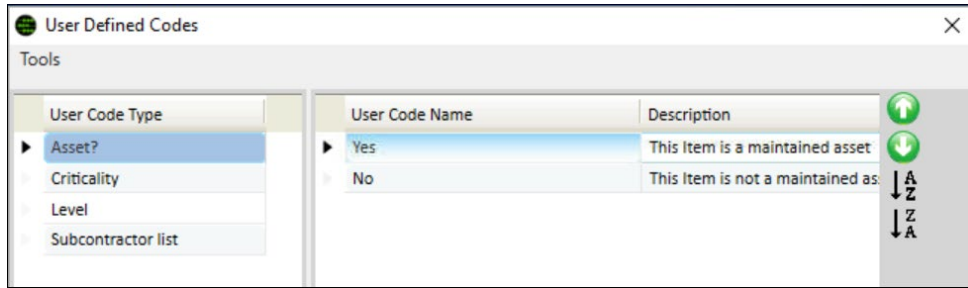 User Defined Codes
Tools
User Code Type
User Code Name Description
Asset?
Yes This Item is a maintained asset
Criticality
No This Item is not a maintained as
Level
Subcontractor list
A
Z
Z
A